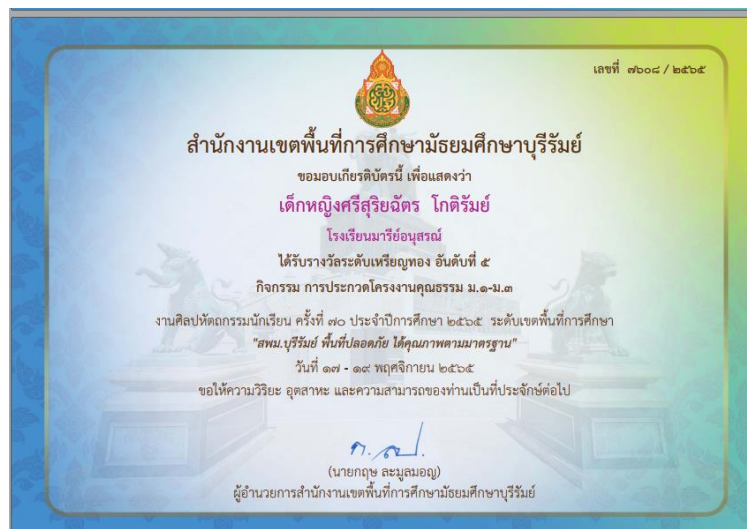 เลขที่ ๗๖๐๘ / ๒๕๖๕
สำนักงานเขตพื้นที่การศึกษามัธยมศึกษาบุรีรัมย์
ขอมอบเกียรติบัตรนี้ เพื่อแสดงว่า
เด็กหญิงศรีสุริยฉัตร โกติรัมย์
โรงเรียนมารีย์อนุสรณ์
ได้รับรางวัลระดับเหรียญทอง อันดับที่ ๕
กิจกรรม การประกวดโครงงานคุณธรรม ม.๑-ม.๓
งานศิลปหัตถกรรมนักเรียน ครั้งที่ ๗๐ ประจำปีการศึกษา ๒๕๖๕ ระดับเขตพื้นที่การศึกษา
"สพม.บุรีรัมย์ พื้นที่ปลอดภัย ได้คุณภาพตามมาตรฐาน"
วันที่ ๑๗ - ๑๙ พฤศจิกายน ๒๕๖๕
ขอให้ความวิริยะ อุตสาหะ และความสามารถของท่านเป็นที่ประจักษ์ต่อไป
(นายกฤษ ละมูลมอญ)
ผู้อำนวยการสำนักงานเขตพื้นที่การศึกษามัธยมศึกษาบุรีรัมย์